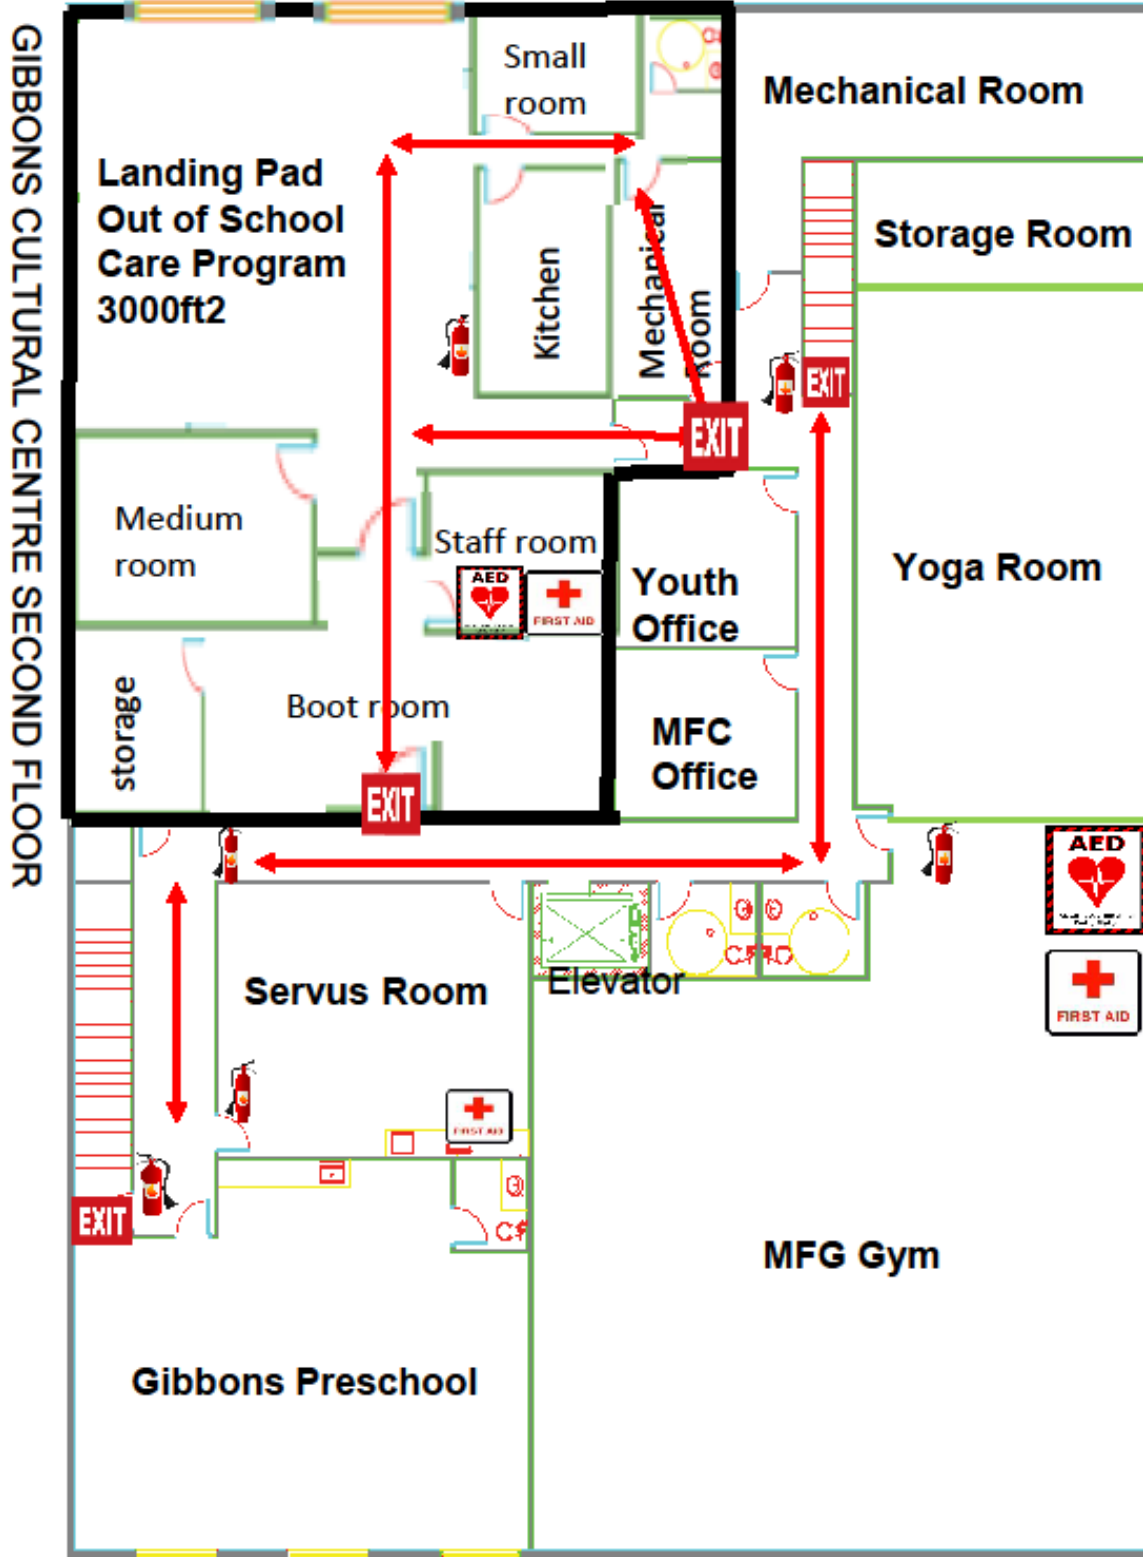 GIBBONS CULTURAL CENTRE SECOND FLOOR
Small
room
Mechanical Room
Landing Pad
Out of School
Care Program
3000ft2
Kitchen
Mechanical
Room
Storage Room
EXIT
EXIT
Medium
room
Staff room
AED
FIRST AID
Youth
Office
Yoga Room
storage
Boot room
MFC
Office
EXIT
AED
FIRST AID
Servus Room
Elevator
FIRST AID
EXIT
MFG Gym
Gibbons Preschool